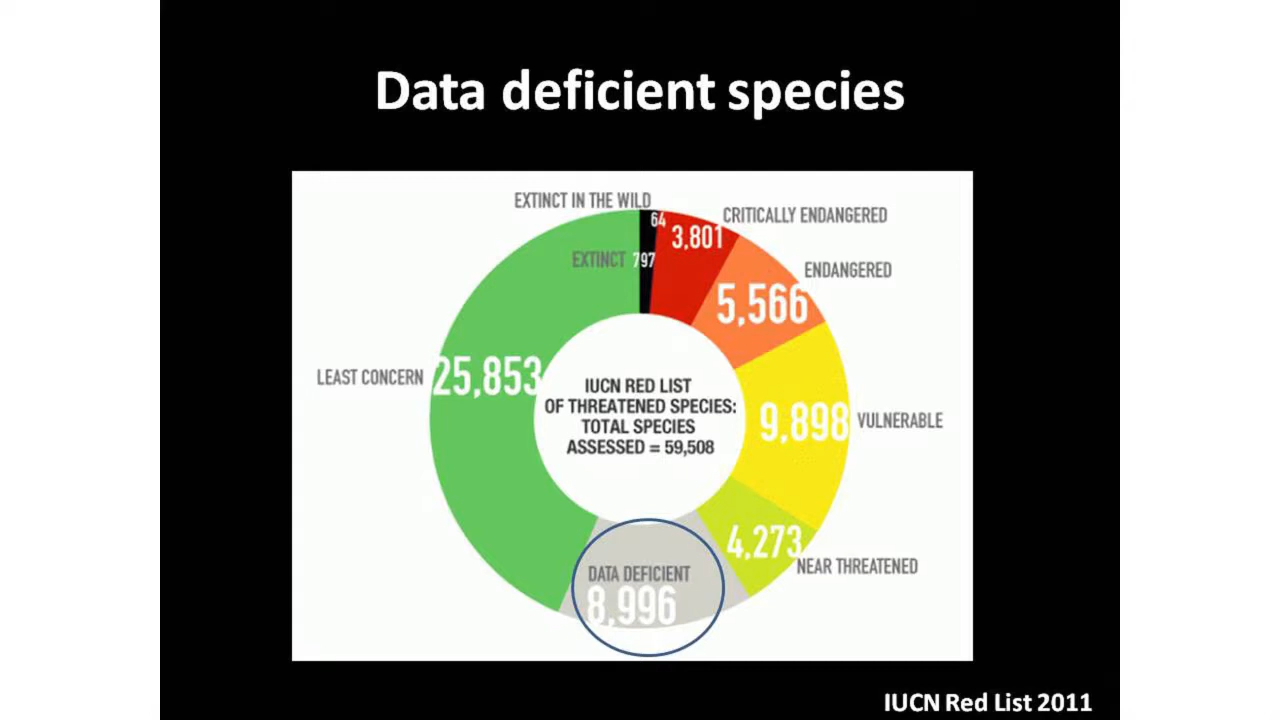 Data deficient species
EXTINCT IN THE WILD
64
CRITICALLY ENDANGERED
3,801
EXTINCT 797
ENDANGERED
5,566
LEAST CONCERN 25,853
IUCN RED LIST
OF THREATENED SPECIES:
TOTAL SPECIES
ASSESSED = 59,508
9,898 VULNERABLE
4,273
NEAR THREATENED
DATA DEFICIENT
8,996
IUCN Red List 2011